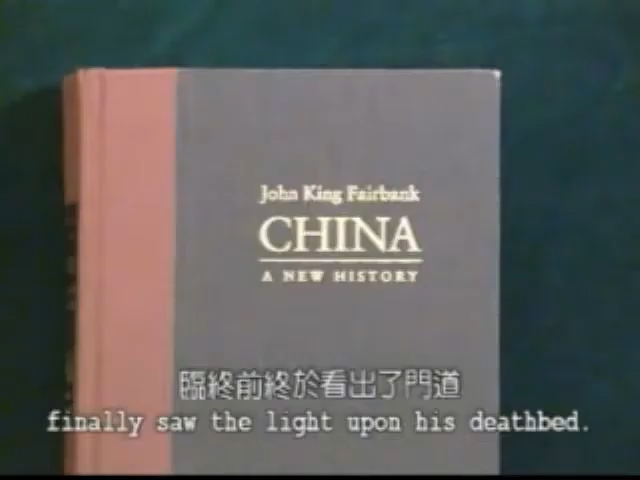 John King Fairbank
CHINA
A NEW HISTORY
臨終前終於看出了門道
finally saw the light upon his deathbed.